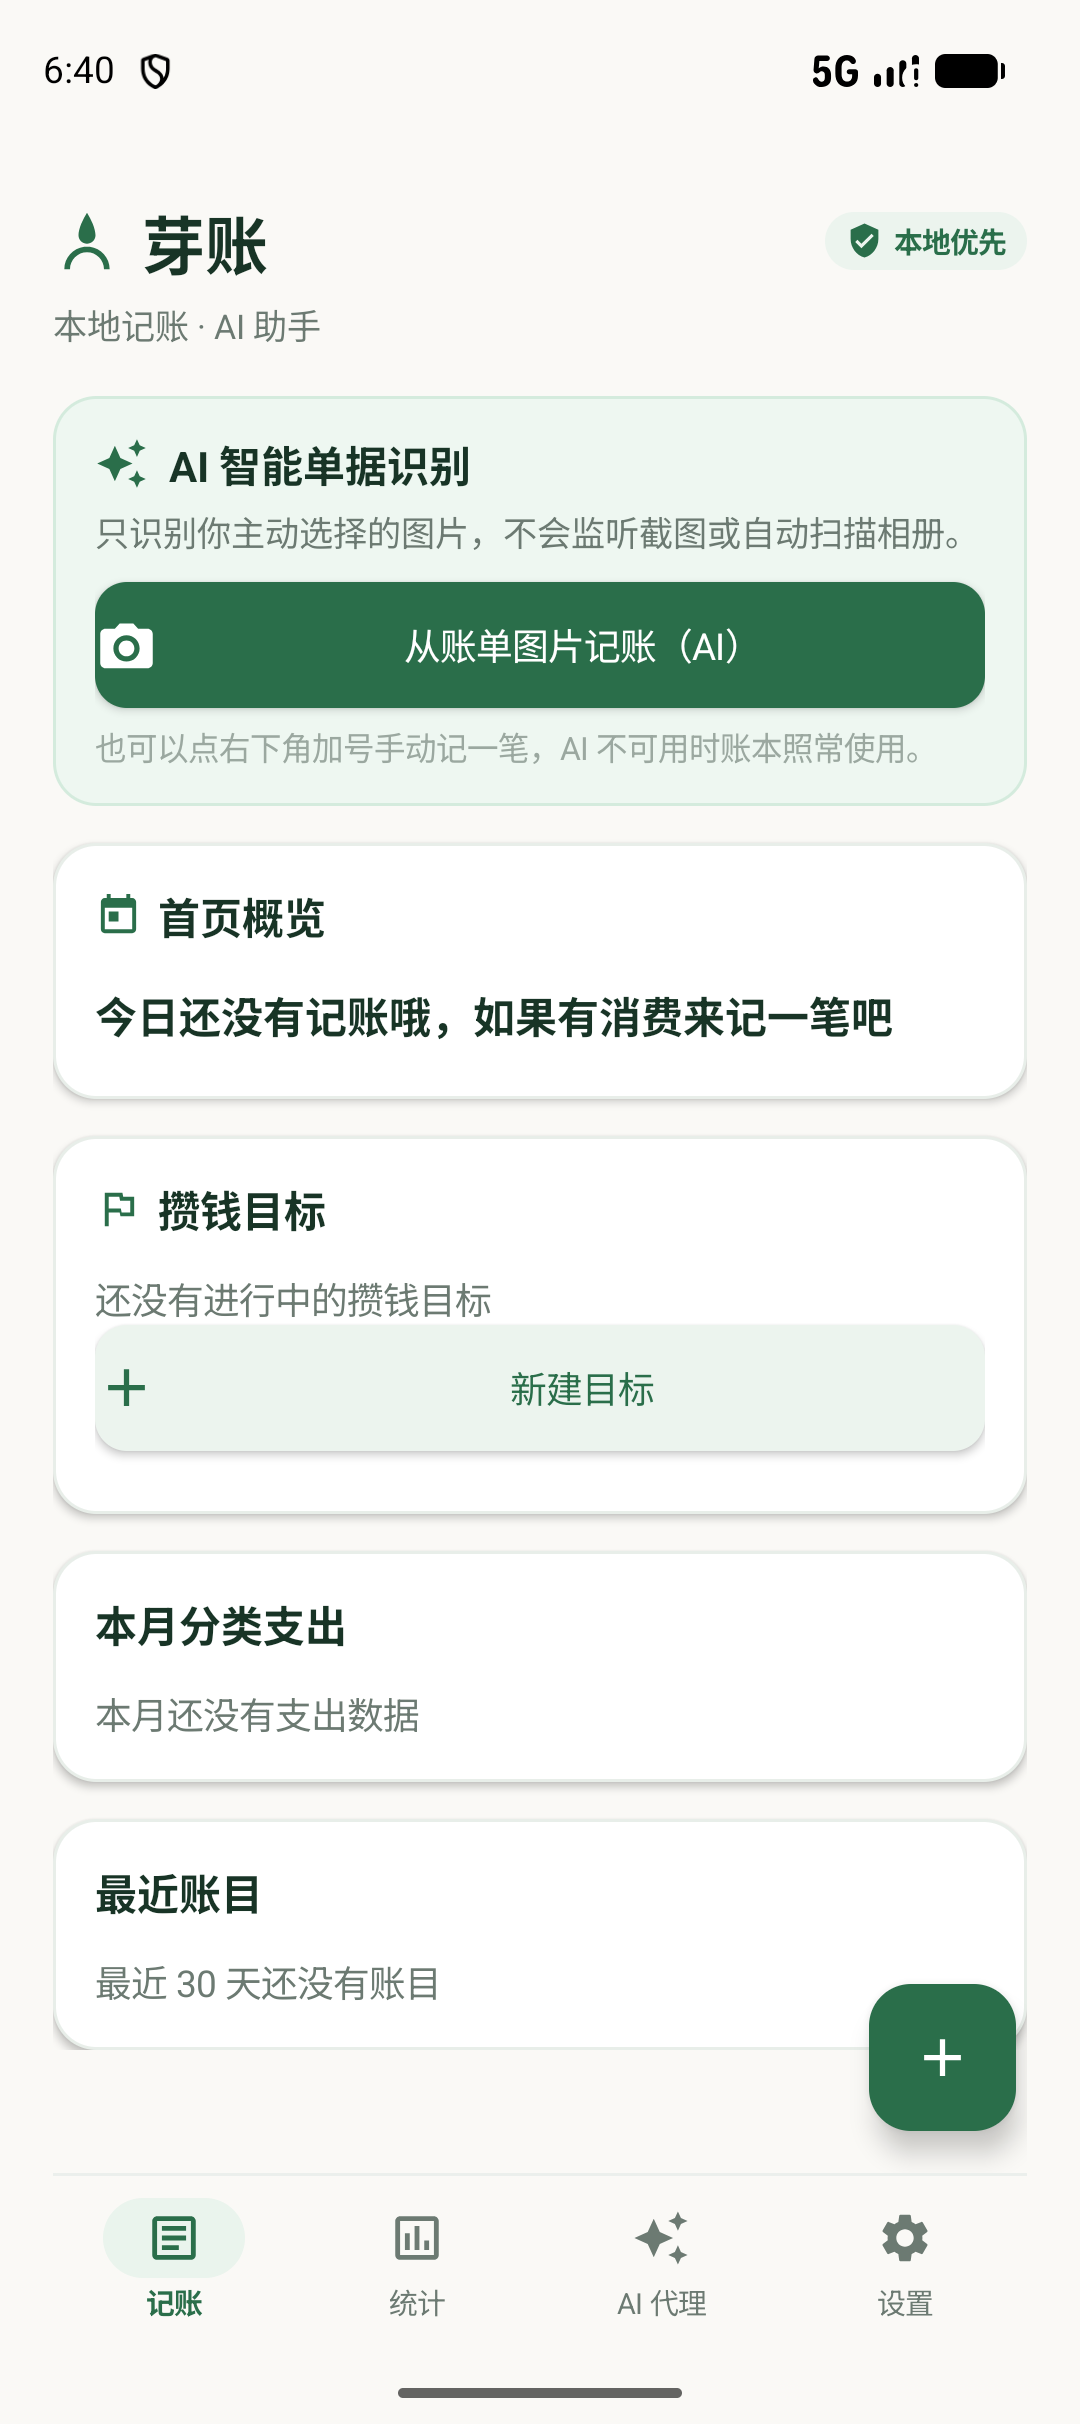 6:40
5G
芽账
本地优先
本地记账 · AI 助手
AI 智能单据识别
只识别你主动选择的图片，不会监听截图或自动扫描相册。
从账单图片记账（AI）
也可以点右下角加号手动记一笔，AI 不可用时账本照常使用。
首页概览
今日还没有记账哦，如果有消费来记一笔吧
攒钱目标
还没有进行中的攒钱目标
新建目标
本月分类支出
本月还没有支出数据
最近账目
最近 30 天还没有账目
记账
统计
AI 代理
设置